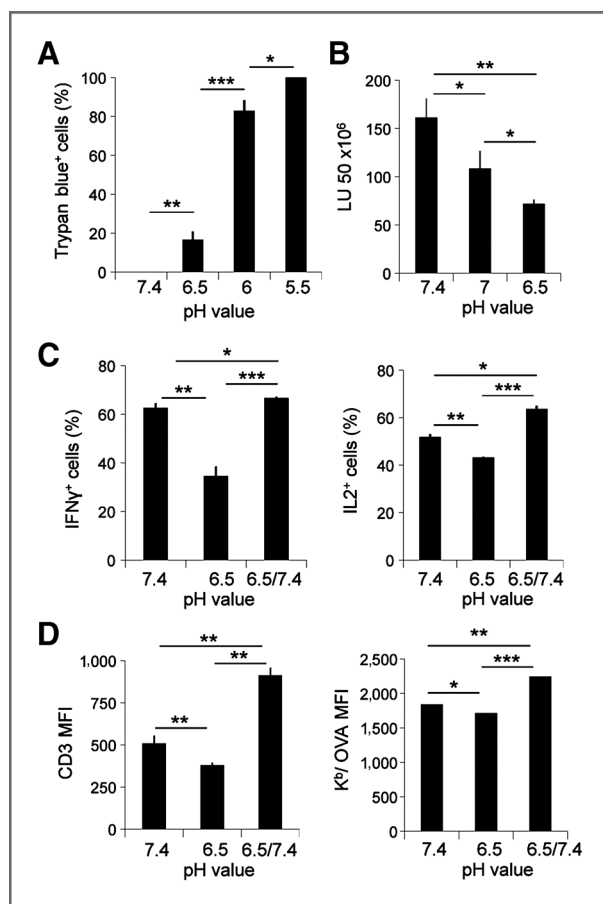 A
Trypan blue⁺ cells (%)
100
80
60
40
20
0
**
***
*
7.4 6.5 6 5.5
pH value
B
LU 50 x10⁶
200
150
100
50
0
**
*
*
7.4 7 6.5
pH value
C
IFNγ⁺ cells (%)
80
60
40
20
0
*
** ***
7.4 6.5 6.5/7.4
pH value
IL2⁺ cells (%)
80
60
40
20
0
*
** ***
7.4 6.5 6.5/7.4
pH value
D
CD3 MFI
1,000
750
500
250
0
**
**
**
7.4 6.5 6.5/7.4
pH value
Kᵇ/ OVA MFI
2,500
2,000
1,500
1,000
500
0
**
***
*
7.4 6.5 6.5/7.4
pH value